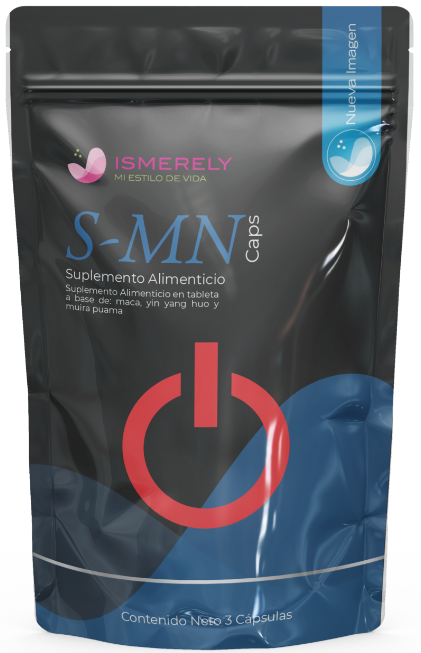 Nueva Imagen
ISMERELY
MI ESTILO DE VIDA
S-MN Caps
Suplemento Alimenticio
Suplemento Alimenticio en tableta
a base de: maca, yin yang huo y
muira puama
Contenido Neto 3 Cápsulas